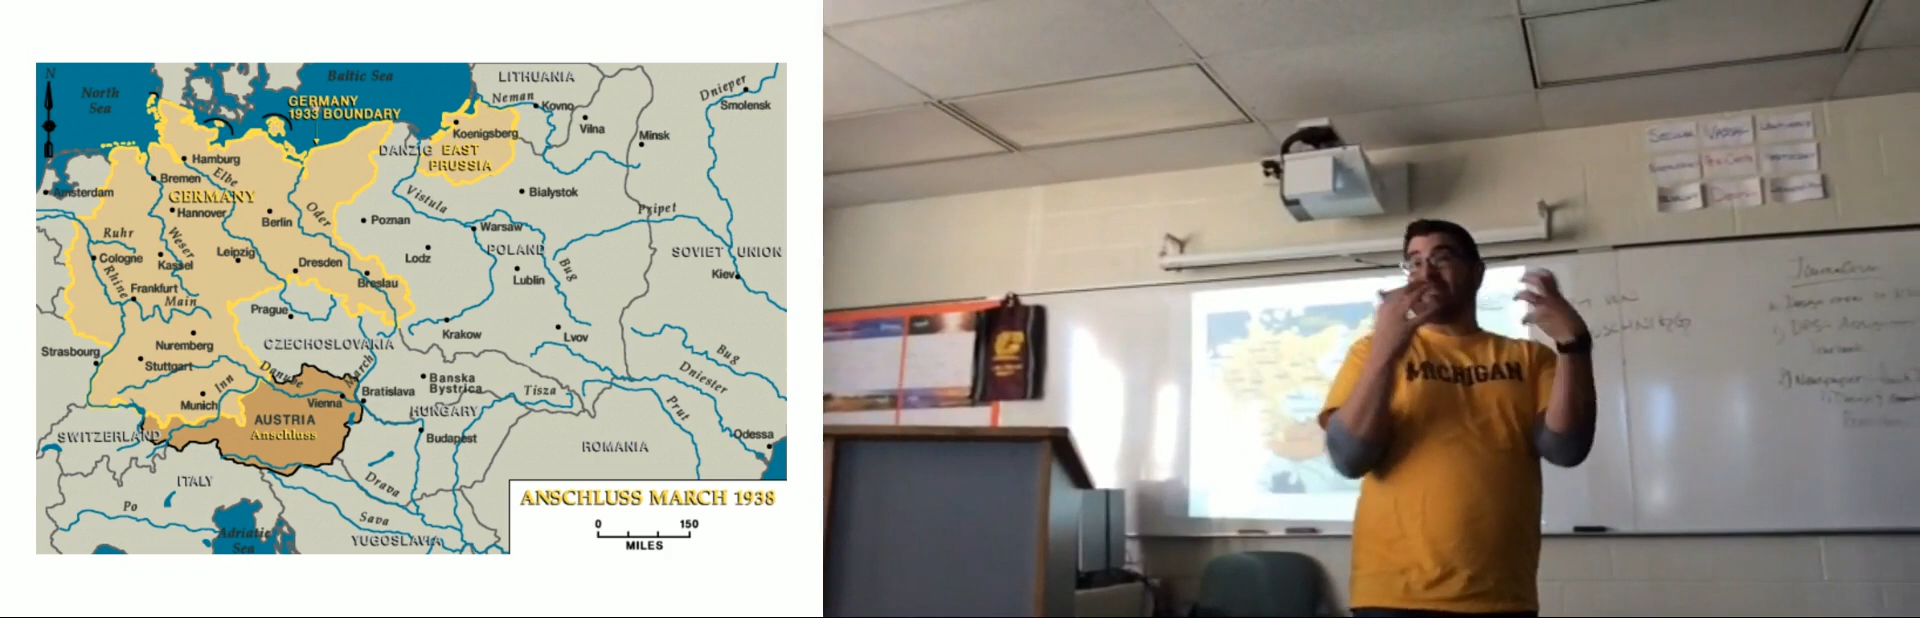 N
North
Sea
Baltic Sea
LITHUANIA
Dnieper
Smolensk
GERMANY
1933 BOUNDARY
Neman
Kovno
Vilna
Koenigsberg
Minsk
DANZIG
EAST
PRUSSIA
Hamburg
Bremen
Elbe
Amsterdam
GERMANY
Hannover
Berlin
Oder
Vistula
Bialystok
Poznan
Pripet
Warsaw
Ruhr
Weser
Leipzig
POLAND
SOVIET UNION
Cologne
Kassel
Dresden
Lodz
Lublin
Bug
Kiev
Rhine
Frankfurt
Main
Breslau
Prague
Krakow
Lvov
Nuremberg
CZECHOSLOVAKIA
Strasbourg
Stuttgart
Danube
March
Bug
Dniester
Inn
Munich
Vienna
Bratislava
Banska
Bystrica
Tisza
Prut
AUSTRIA
Anschluss
HUNGARY
SWITZERLAND
Budapest
ROMANIA
Odessa
ITALY
Drava
Po
Sava
Adriatic
Sea
YUGOSLAVIA
ANSCHLUSS MARCH 1938
0 150
MILES
MICHIGAN